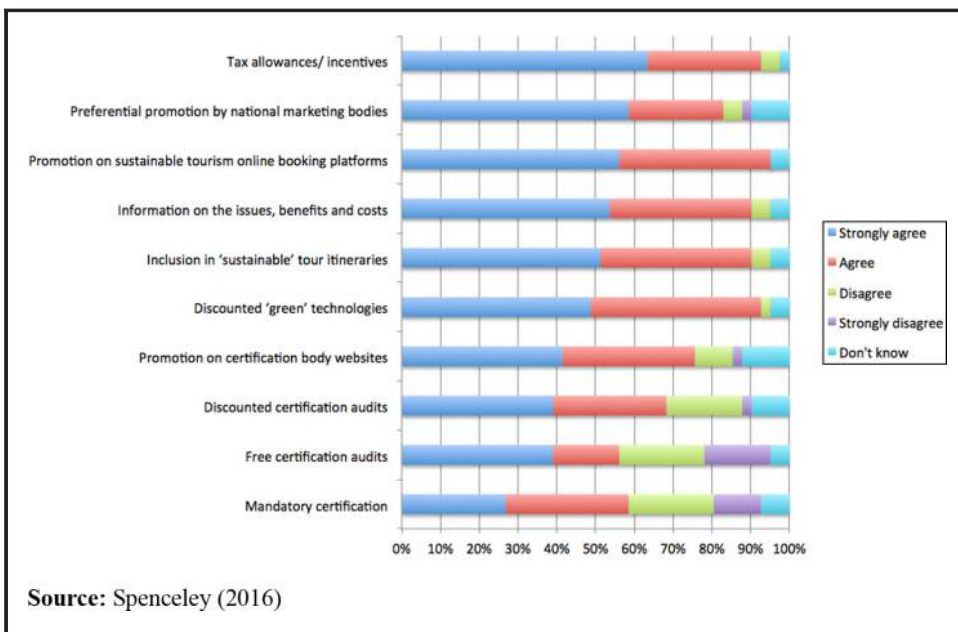 Tax allowances/ incentives
Preferential promotion by national marketing bodies
Promotion on sustainable tourism online booking platforms
Information on the issues, benefits and costs
Inclusion in ‘sustainable’ tour itineraries
Discounted ‘green’ technologies
Promotion on certification body websites
Discounted certification audits
Free certification audits
Mandatory certification
0% 10% 20% 30% 40% 50% 60% 70% 80% 90% 100%
Strongly agree
Agree
Disagree
Strongly disagree
Don't know
Source: Spenceley (2016)